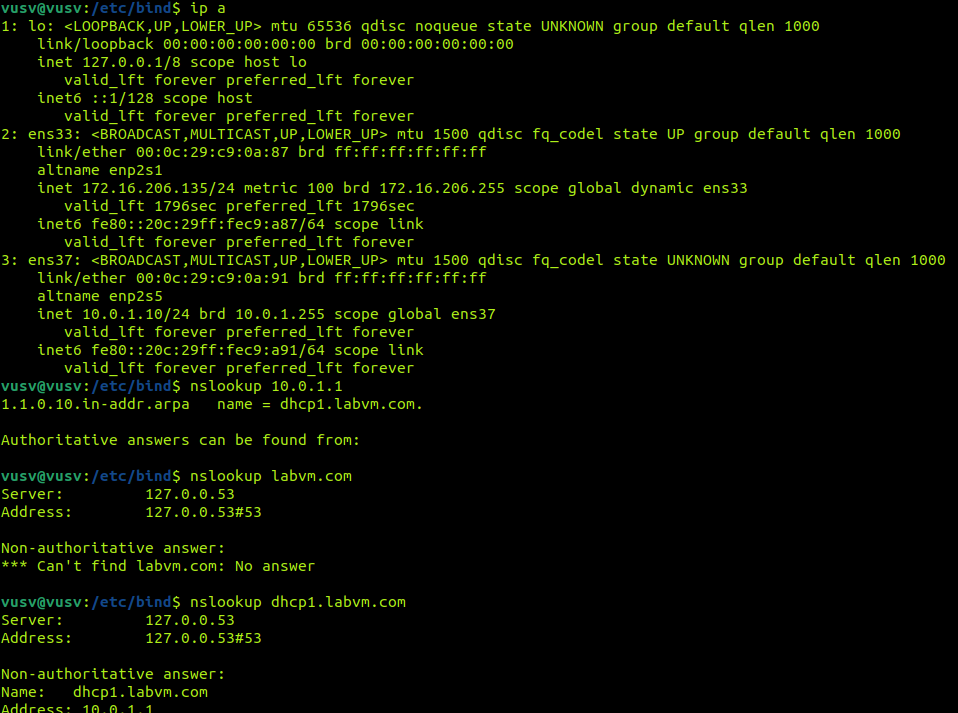 vusv@vusv:/etc/bind$ ip a
1: lo: <LOOPBACK,UP,LOWER_UP> mtu 65536 qdisc noqueue state UNKNOWN group default qlen 1000
    link/loopback 00:00:00:00:00:00 brd 00:00:00:00:00:00
    inet 127.0.0.1/8 scope host lo
       valid_lft forever preferred_lft forever
    inet6 ::1/128 scope host
       valid_lft forever preferred_lft forever
2: ens33: <BROADCAST,MULTICAST,UP,LOWER_UP> mtu 1500 qdisc fq_codel state UP group default qlen 1000
    link/ether 00:0c:29:c9:0a:87 brd ff:ff:ff:ff:ff:ff
    altname enp2s1
    inet 172.16.206.135/24 metric 100 brd 172.16.206.255 scope global dynamic ens33
       valid_lft 1796sec preferred_lft 1796sec
    inet6 fe80::20c:29ff:fec9:a87/64 scope link
       valid_lft forever preferred_lft forever
3: ens37: <BROADCAST,MULTICAST,UP,LOWER_UP> mtu 1500 qdisc fq_codel state UNKNOWN group default qlen 1000
    link/ether 00:0c:29:c9:0a:91 brd ff:ff:ff:ff:ff:ff
    altname enp2s5
    inet 10.0.1.10/24 brd 10.0.1.255 scope global ens37
       valid_lft forever preferred_lft forever
    inet6 fe80::20c:29ff:fec9:a91/64 scope link
       valid_lft forever preferred_lft forever
vusv@vusv:/etc/bind$ nslookup 10.0.1.1
1.1.0.10.in-addr.arpa   name = dhcp1.labvm.com.

Authoritative answers can be found from:

vusv@vusv:/etc/bind$ nslookup labvm.com
Server:         127.0.0.53
Address:        127.0.0.53#53

Non-authoritative answer:
*** Can't find labvm.com: No answer

vusv@vusv:/etc/bind$ nslookup dhcp1.labvm.com
Server:         127.0.0.53
Address:        127.0.0.53#53

Non-authoritative answer:
Name:   dhcp1.labvm.com
Address: 10.0.1.1